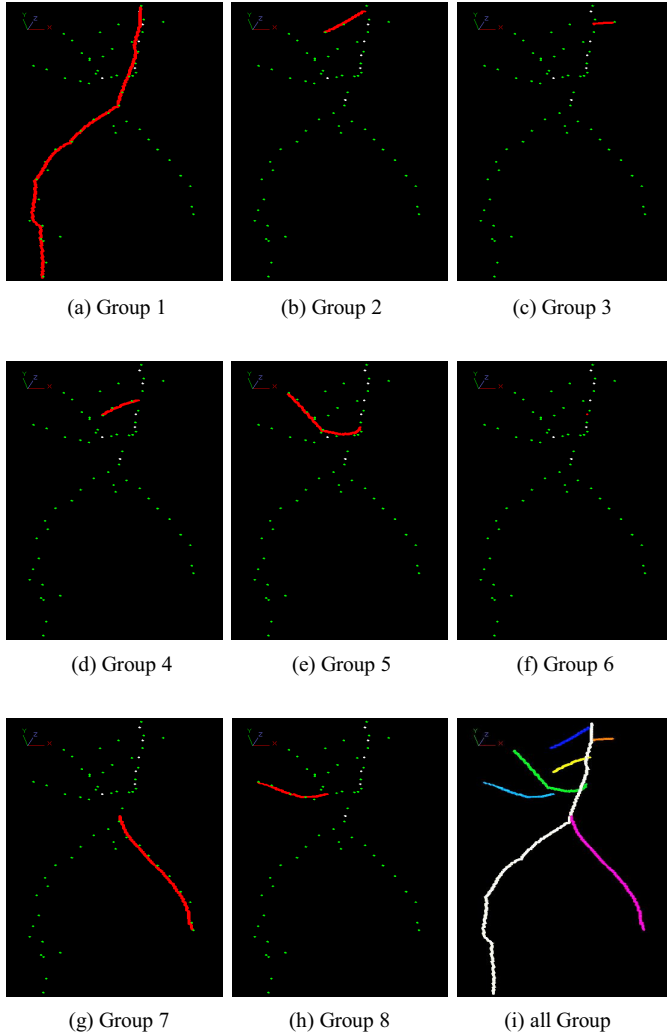 Y Z X Y Z X Y Z X
(a) Group 1 (b) Group 2 (c) Group 3
Y Z X Y Z X Y Z X
(d) Group 4 (e) Group 5 (f) Group 6
Y Z X Y Z X Y Z X
(g) Group 7 (h) Group 8 (i) all Group